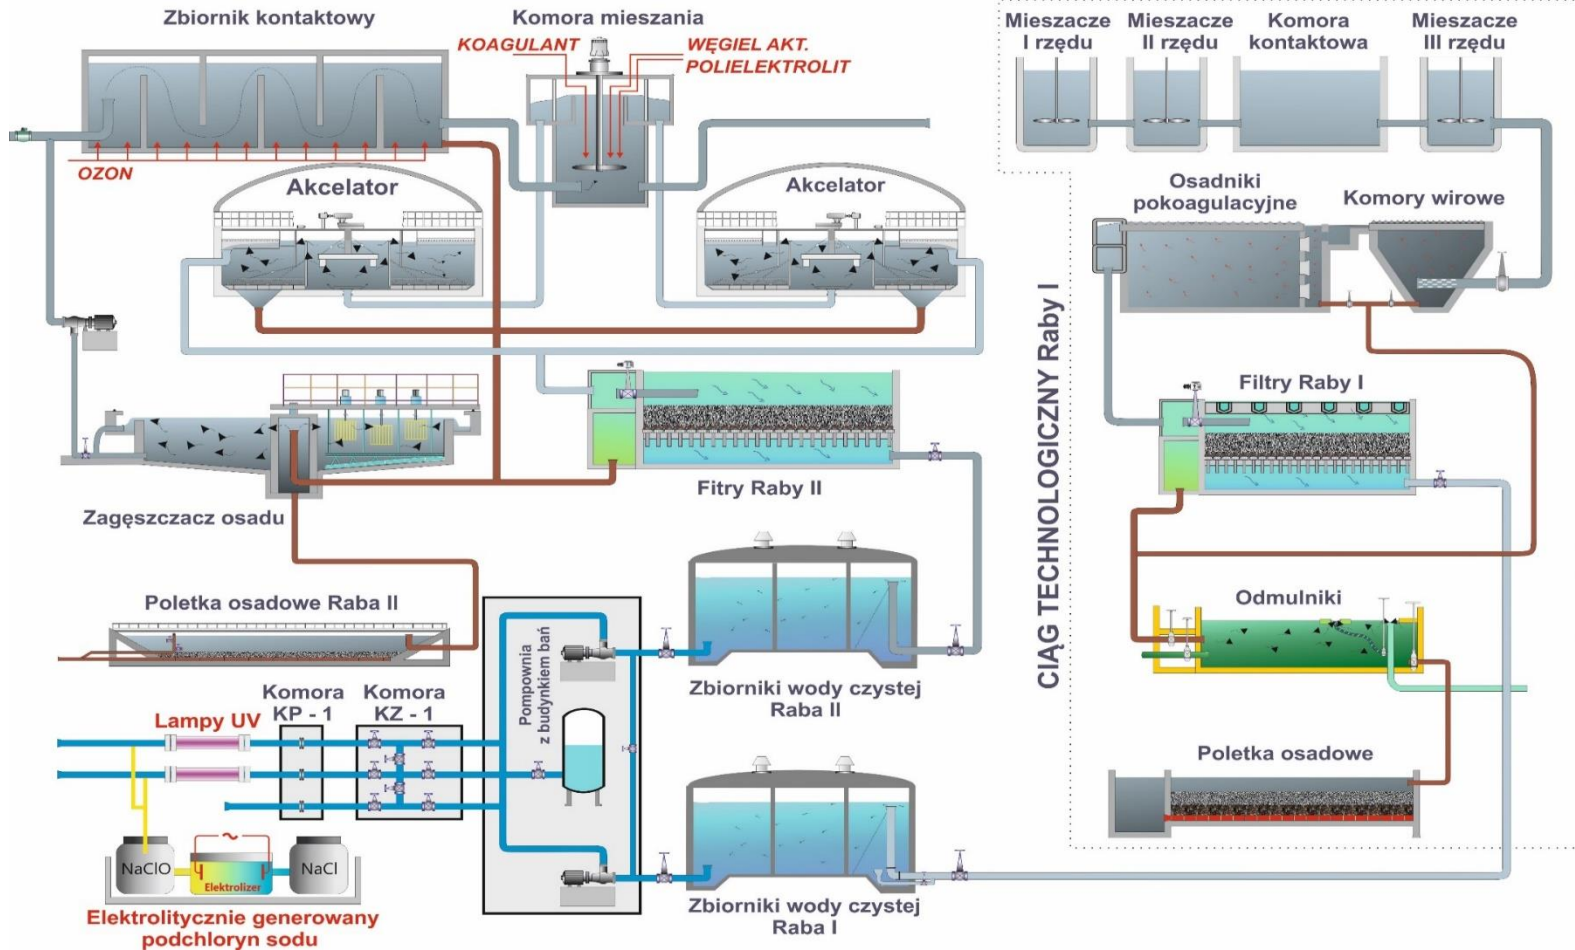 Zbiornik kontaktowy
Komora mieszania
KOAGULANT
WĘGIEL AKT.
POLIELEKTROLIT
OZON
Akcelator
Akcelator
Mieszacze
I rzędu
Mieszacze
II rzędu
Komora
kontaktowa
Mieszacze
III rzędu
Osadniki
pokoagulacyjne
Komory wirowe
CIĄG TECHNOLOGICZNY Raby I
Filtry Raby I
Fitry Raby II
Zagęszczacz osadu
Odmulniki
Poletka osadowe Raba II
Pompownia
z budynkiem bań
Zbiorniki wody czystej
Raba II
Komora
KP - 1
Komora
KZ - 1
Lampy UV
Poletka osadowe
NaClO
Elektrolizer
NaCl
Elektrolitycznie generowany
podchloryn sodu
Zbiorniki wody czystej
Raba I